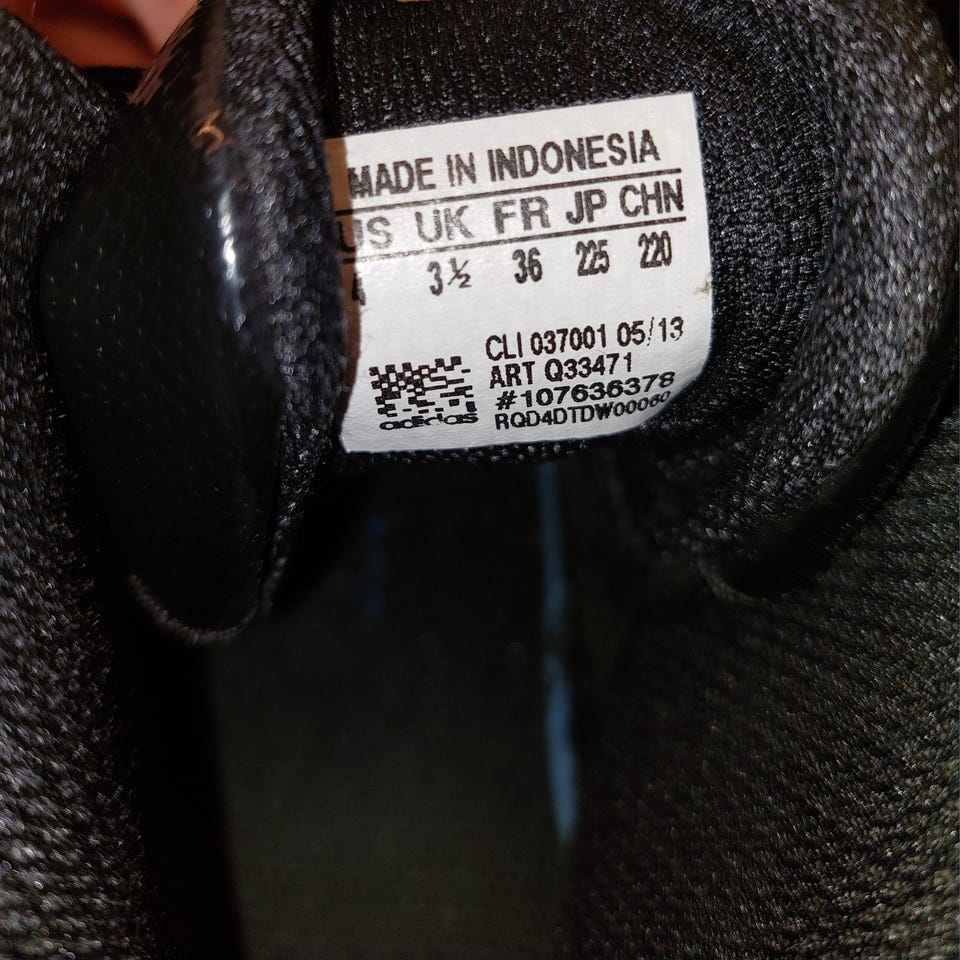 MADE IN INDONESIA
US UK FR JP CHN
4 3½ 36 225 220
CLI 037001 05/13
ART Q33471
#107636378
adidas RQD4DTDW00060